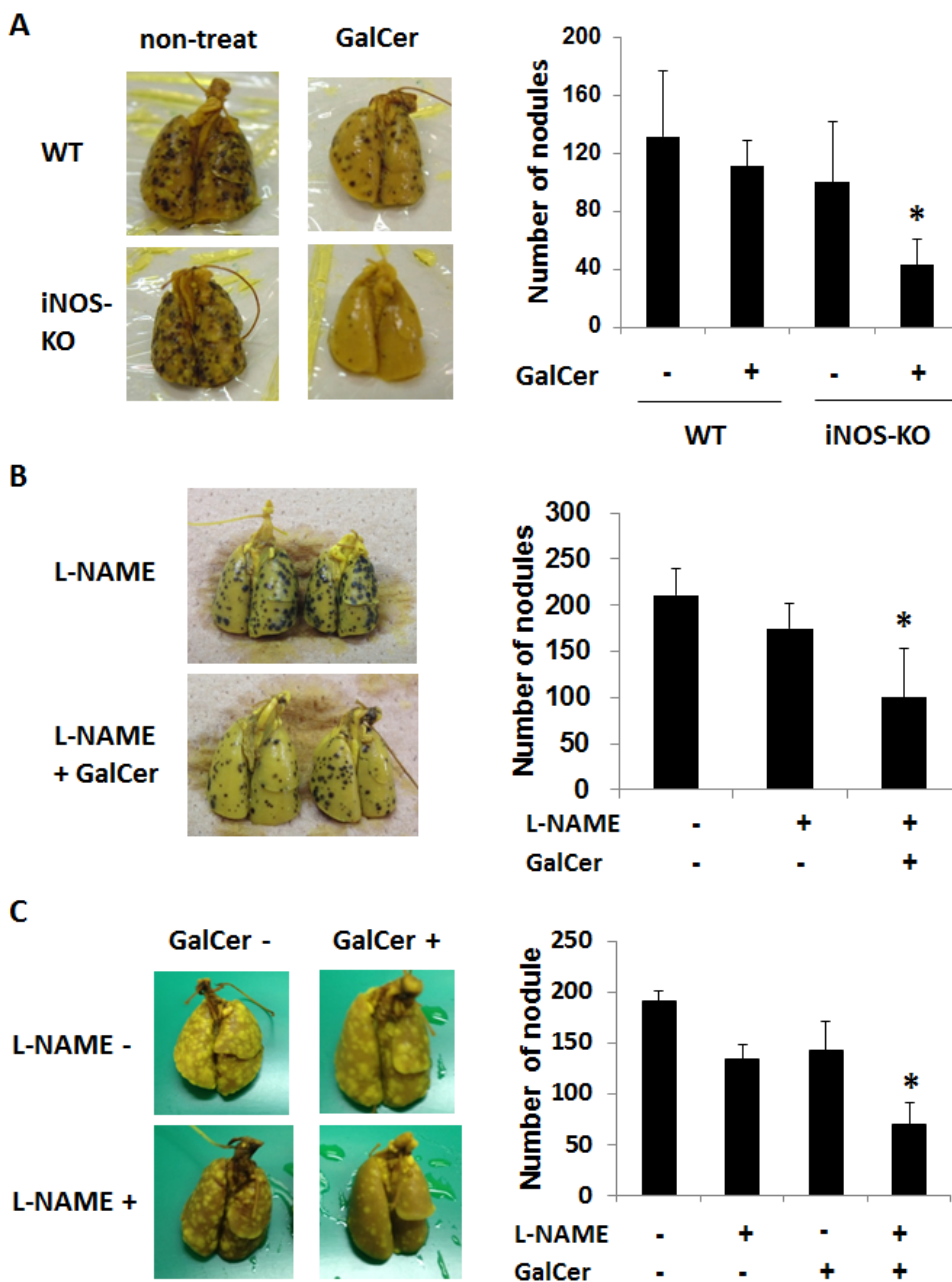 A
non-treat GalCer
WT
iNOS-
KO
Number of nodules
200
160
120
80
40
0
*
GalCer - + - +
WT iNOS-KO
B
L-NAME
L-NAME
+ GalCer
Number of nodules
300
250
200
150
100
50
0
*
L-NAME - + +
GalCer - - +
C
GalCer - GalCer +
L-NAME -
L-NAME +
Number of nodule
250
200
150
100
50
0
*
L-NAME - + - +
GalCer - - + +